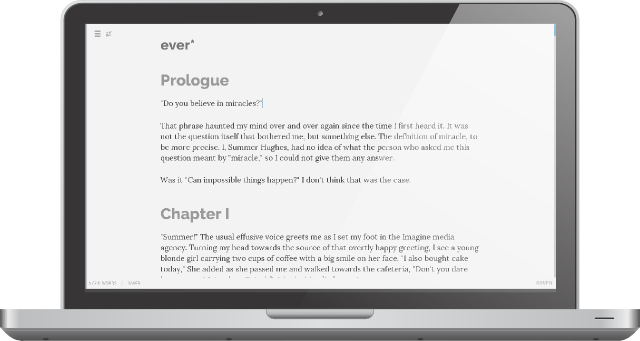 ever*
Prologue
"Do you believe in miracles?"
That phrase haunted my mind over and over again since the time I first heard it. It was
not the question itself that bothered me, but something else. The definition of miracle, to
be more precise. I, Summer Hughes, had no idea of what the person who asked me this
question meant by "miracle," so I could not give them any answer.
Was it "Can impossible things happen?" I don't think that was the case.
Chapter I
"Summer!" The usual effusive voice greets me as I set my foot in the Imagine media
agency. Turning my head towards the source of that overtly happy greeting, I see a young
blonde girl carrying two cups of coffee with a big smile on her face. "I also bought cake
today," She added as she passed me and walked towards the cafeteria, "Don't you dare